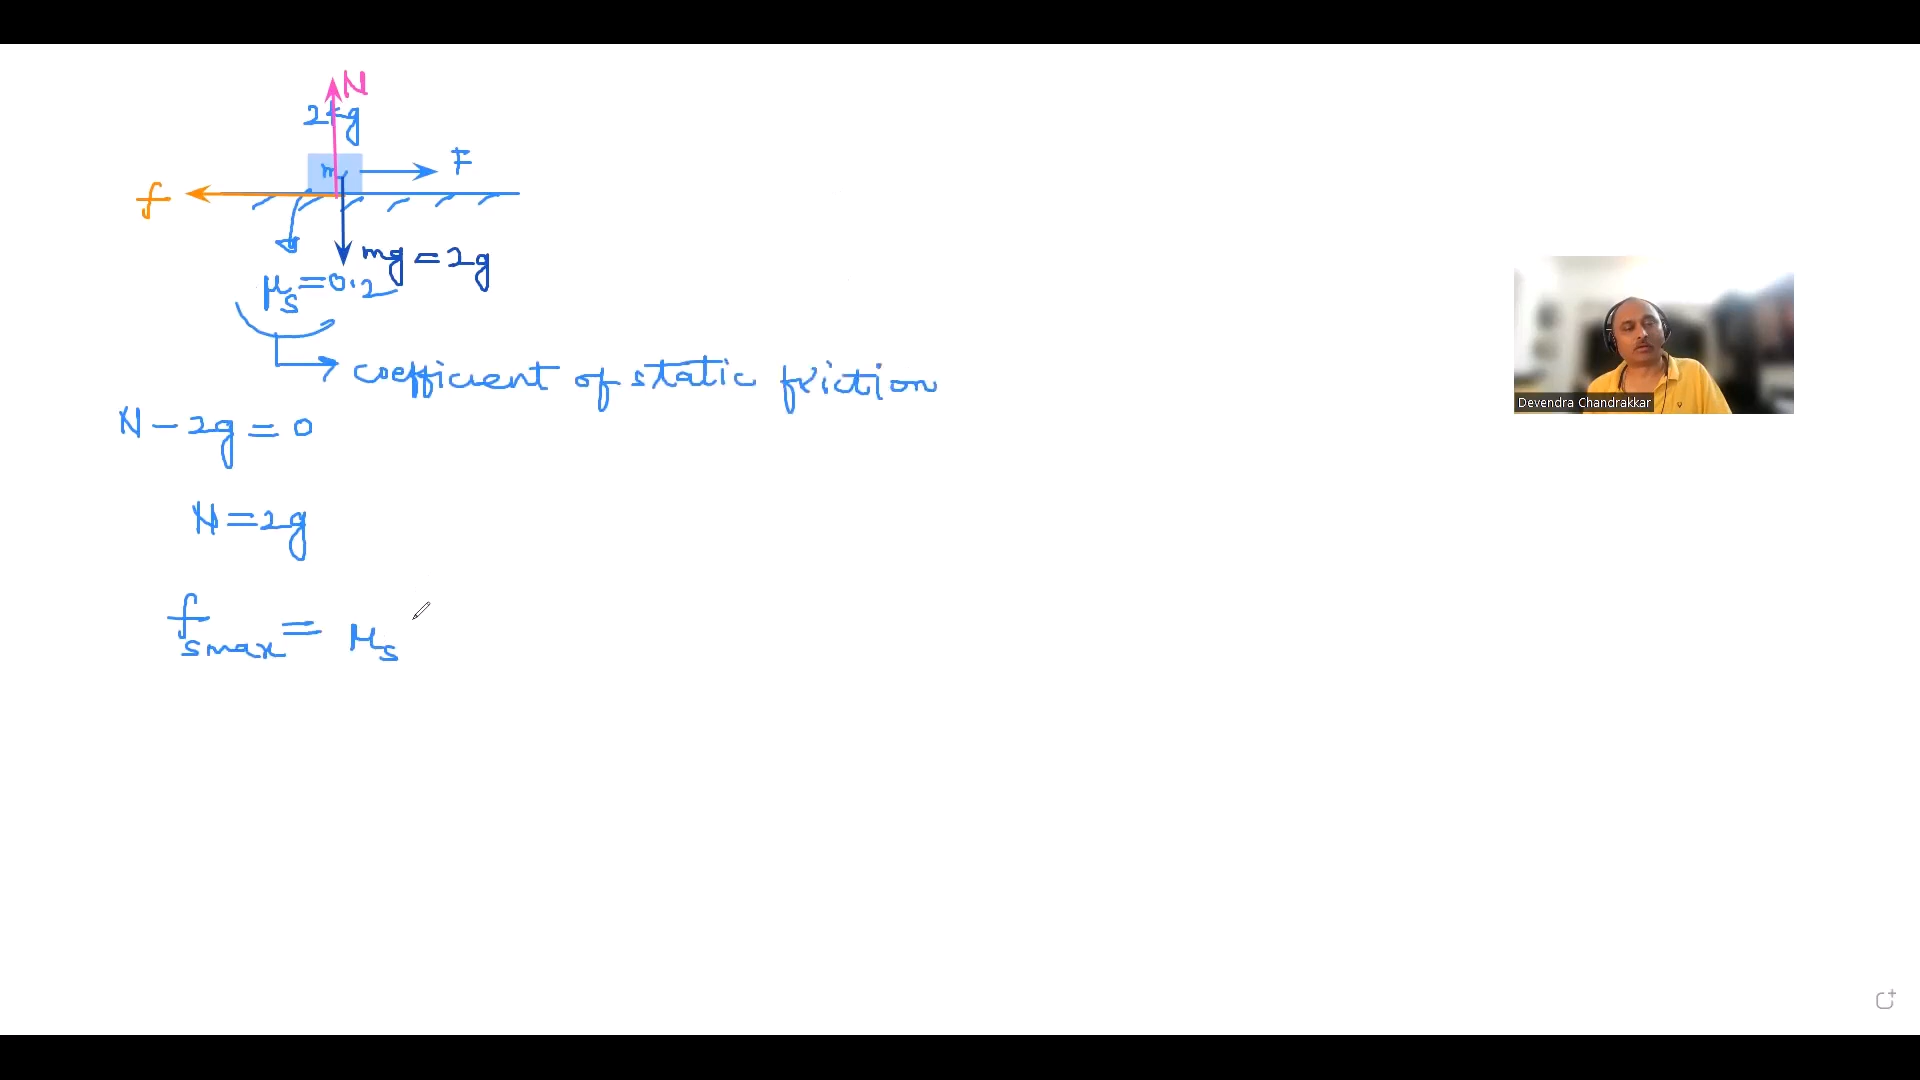 N
2kg
m
F
f
mg = 2g
μs = 0.2
coefficient of static friction
N - 2g = 0
N = 2g
fsmax = μs
Devendra Chandrakkar